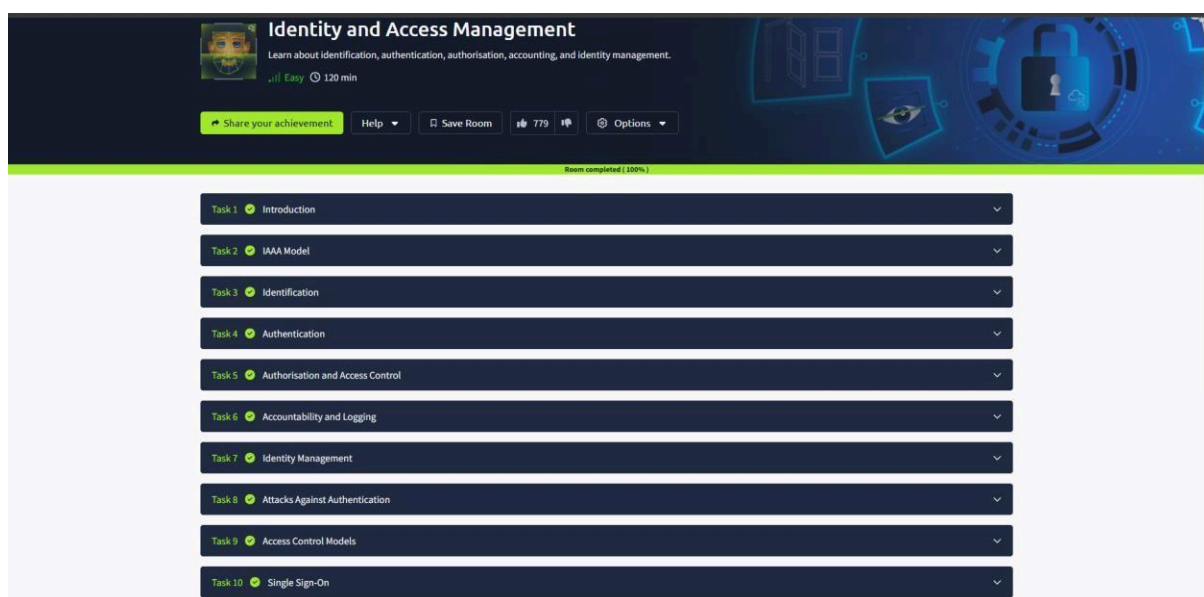 Identity and Access Management
Learn about identification, authentication, authorisation, accounting, and identity management.
Easy 120 min
Share your achievement Help Save Room 779 Options
Room completed ( 100% )
Task 1 Introduction
Task 2 IAAA Model
Task 3 Identification
Task 4 Authentication
Task 5 Authorisation and Access Control
Task 6 Accountability and Logging
Task 7 Identity Management
Task 8 Attacks Against Authentication
Task 9 Access Control Models
Task 10 Single Sign-On